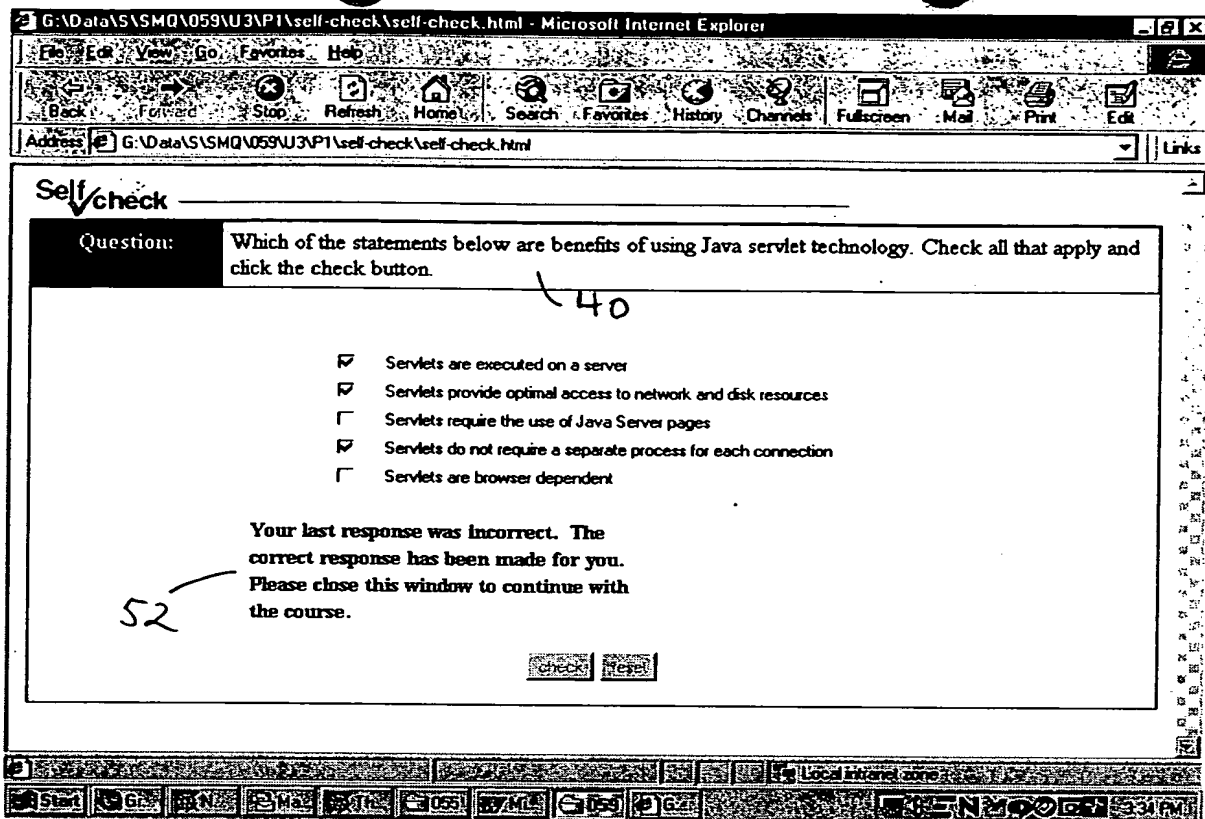 G:\Data\S\SMQ\059\U3\P1\self-check\self-check.html - Microsoft Internet Explorer
File Edit View Go Favorites Help
Back Forward Stop Refresh Home Search Favorites History Channels Fullscreen Mail Print Edit
Address G:\Data\S\SMQ\059\U3\P1\self-check\self-check.html Links
Self check
Question: Which of the statements below are benefits of using Java servlet technology. Check all that apply and
click the check button.
40
Servlets are executed on a server
Servlets provide optimal access to network and disk resources
Servlets require the use of Java Server pages
Servlets do not require a separate process for each connection
Servlets are browser dependent
Your last response was incorrect. The
correct response has been made for you.
Please close this window to continue with
the course.
52
check reset
Local intranet zone
Start 3:34 PM